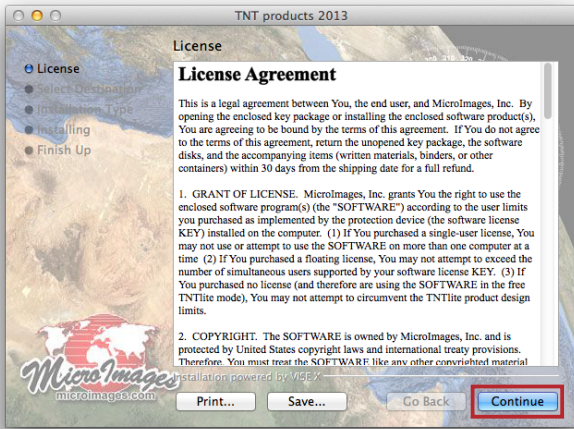 TNT products 2013
License
License
Select Destination
Installation Type
Installing
Finish Up
License Agreement
This is a legal agreement between You, the end user, and MicroImages, Inc. By
opening the enclosed key package or installing the enclosed software product(s),
You are agreeing to be bound by the terms of this agreement. If You do not agree
to the terms of this agreement, return the unopened key package, the software
disks, and the accompanying items (written materials, binders, or other
containers) within 30 days from the shipping date for a full refund.
1. GRANT OF LICENSE. MicroImages, Inc. grants You the right to use the
enclosed software program(s) (the "SOFTWARE") according to the user limits
you purchased as implemented by the protection device (the software license
KEY) installed on the computer. (1) If You purchased a single-user license, You
may not use or attempt to use the SOFTWARE on more than one computer at a
time (2) If You purchased a floating license, You may not attempt to exceed the
number of simultaneous users supported by your software license KEY. (3) If
You purchased no license (and therefore are using the SOFTWARE in the free
TNTlite mode), You may not attempt to circumvent the TNTlite product design
limits.
2. COPYRIGHT. The SOFTWARE is owned by MicroImages, Inc. and is
protected by United States copyright laws and international treaty provisions.
Therefore, You must treat the SOFTWARE like any other copyrighted material
MicroImages
microimages.com
Installation powered by VISE X
Print...
Save...
Go Back
Continue